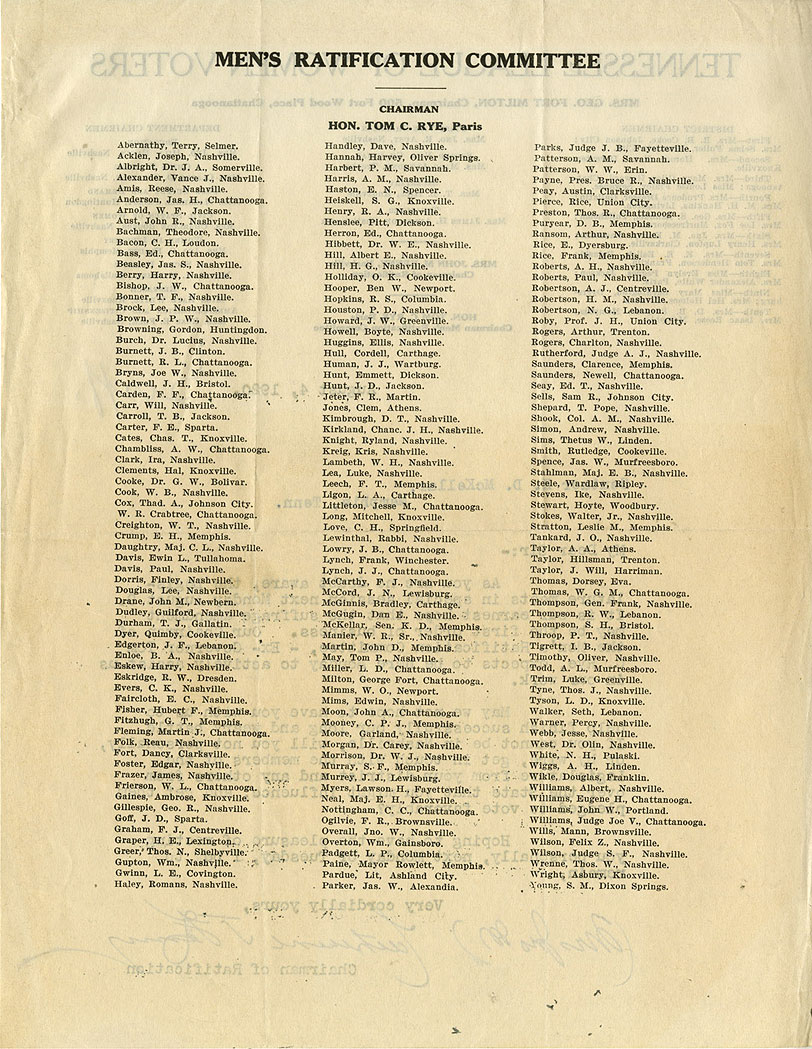 MEN'S RATIFICATION COMMITTEE
CHAIRMAN
HON. TOM C. RYE, Paris
Abernathy, Terry, Selmer.
Acklen, Joseph, Nashville.
Albright, Dr. J. A., Somerville.
Alexander, Vance J., Nashville.
Amis, Reese, Nashville.
Anderson, Jas. H., Chattanooga.
Arnold, W. F., Jackson.
Aust, John R., Nashville.
Bachman, Theodore, Nashville.
Bacon, C. H., Loudon.
Bass, Ed., Chattanooga.
Beasley, Jas. S., Nashville.
Berry, Harry, Nashville.
Bishop, J. W., Chattanooga.
Bonner, T. F., Nashville.
Brock, Lee, Nashville.
Brown, J. P. W., Nashville.
Browning, Gordon, Huntingdon.
Burch, Dr. Lucius, Nashville.
Burnett, J. B., Clinton.
Burnett, R. L., Chattanooga.
Bryns, Joe W., Nashville.
Caldwell, J. H., Bristol.
Carden, F. F., Chattanooga.
Carr, Will, Nashville.
Carroll, T. B., Jackson.
Carter, F. E., Sparta.
Cates, Chas. T., Knoxville.
Chambliss, A. W., Chattanooga.
Clark, Ira, Nashville.
Clements, Hal, Knoxville.
Cooke, Dr. G. W., Bolivar.
Cook, W. B., Nashville.
Cox, Thad. A., Johnson City.
W. R. Crabtree, Chattanooga.
Creighton, W. T., Nashville.
Crump, E. H., Memphis.
Daughtry, Maj. C. L., Nashville.
Davis, Ewin L., Tullahoma.
Davis, Paul, Nashville.
Dorris, Finley, Nashville.
Douglas, Lee, Nashville.
Drane, John M., Newbern.
Dudley, Guilford, Nashville.
Durham, T. J., Gallatin.
Dyer, Quimby, Cookeville.
Edgerton, J. F., Lebanon.
Enloe, B. A., Nashville.
Eskew, Harry, Nashville.
Eskridge, R. W., Dresden.
Evers, C. K., Nashville.
Faircloth, E. C., Nashville.
Fisher, Hubert F., Memphis.
Fitzhugh, G. T., Memphis.
Fleming, Martin J., Chattanooga.
Folk, Reau, Nashville.
Fort, Dancy, Clarksville.
Foster, Edgar, Nashville.
Frazer, James, Nashville.
Frierson, W. L., Chattanooga.
Gaines, Ambrose, Knoxville.
Gillespie, Geo. R., Nashville.
Goff, J. D., Sparta.
Graham, F. J., Centreville.
Graper, H. E., Lexington.
Greer, Thos. N., Shelbyville.
Gupton, Wm., Nashville.
Gwinn, L. E., Covington.
Haley, Romans, Nashville.
Handley, Dave, Nashville.
Hannah, Harvey, Oliver Springs.
Harbert, P. M., Savannah.
Harris, A. M., Nashville.
Haston, E. N., Spencer.
Heiskell, S. G., Knoxville.
Henry, R. A., Nashville.
Henslee, Pitt, Dickson.
Herron, Ed., Chattanooga.
Hibbett, Dr. W. E., Nashville.
Hill, Albert E., Nashville.
Hill, H. G., Nashville.
Holliday, O. K., Cookeville.
Hooper, Ben W., Newport.
Hopkins, R. S., Columbia.
Houston, P. D., Nashville.
Howard, J. W., Greenville.
Howell, Boyte, Nashville.
Huggins, Ellis, Nashville.
Hull, Cordell, Carthage.
Human, J. J., Wartburg.
Hunt, Emmett, Dickson.
Hunt, J. D., Jackson.
Jeter, F. R., Martin.
Jones, Clem, Athens.
Kimbrough, D. T., Nashville.
Kirkland, Chanc. J. H., Nashville.
Knight, Ryland, Nashville.
Kreig, Kris, Nashville.
Lambeth, W. H., Nashville.
Lea, Luke, Nashville.
Leech, F. T., Memphis.
Ligon, L. A., Carthage.
Littleton, Jesse M., Chattanooga.
Long, Mitchell, Knoxville.
Love, C. H., Springfield.
Lewinthal, Rabbi, Nashville.
Lowry, J. B., Chattanooga.
Lynch, Frank, Winchester.
Lynch, J. J., Chattanooga.
McCarthy, F. J., Nashville.
McCord, J. N., Lewisburg.
McGinnis, Bradley, Carthage.
McGugin, Dan E., Nashville.
McKellar, Sen. K. D., Memphis.
Manier, W. R., Sr., Nashville.
Martin, John D., Memphis.
May, Tom P., Nashville.
Miller, L. D., Chattanooga.
Milton, George Fort, Chattanooga.
Mimms, W. O., Newport.
Mims, Edwin, Nashville.
Moon, John A., Chattanooga.
Mooney, C. P. J., Memphis.
Moore, Garland, Nashville.
Morgan, Dr. Carey, Nashville.
Morrison, Dr. W. J., Nashville.
Murray, S. F., Memphis.
Murrey, J. J., Lewisburg.
Myers, Lawson H., Fayetteville.
Neal, Maj. E. H., Knoxville.
Nottingham, C. C., Chattanooga.
Ogilvie, F. R., Brownsville.
Overall, Jno. W., Nashville.
Overton, Wm., Gainsboro.
Padgett, L. P., Columbia.
Paine, Mayor Rowlett, Memphis.
Pardue, Lit, Ashland City.
Parker, Jas. W., Alexandia.
Parks, Judge J. B., Fayetteville.
Patterson, A. M., Savannah.
Patterson, W. W., Erin.
Payne, Pres. Bruce R., Nashville.
Peay, Austin, Clarksville.
Pierce, Rice, Union City.
Preston, Thos. R., Chattanooga.
Puryear, D. B., Memphis.
Ransom, Arthur, Nashville.
Rice, E., Dyersburg.
Rice, Frank, Memphis.
Roberts, A. H., Nashville.
Roberts, Paul, Nashville.
Robertson, A. J., Centreville.
Robertson, H. M., Nashville.
Robertson, N. G., Lebanon.
Roby, Prof. J. H., Union City.
Rogers, Arthur, Trenton.
Rogers, Charlton, Nashville.
Rutherford, Judge A. J., Nashville.
Saunders, Clarence, Memphis.
Saunders, Newell, Chattanooga.
Seay, Ed. T., Nashville.
Sells, Sam R., Johnson City.
Shepard, T. Pope, Nashville.
Shook, Col. A. M., Nashville.
Simon, Andrew, Nashville.
Sims, Thetus W., Linden.
Smith, Rutledge, Cookeville.
Spence, Jas. W., Murfreesboro.
Stahlman, Maj. E. B., Nashville.
Steele, Wardlaw, Ripley.
Stevens, Ike, Nashville.
Stewart, Hoyte, Woodbury.
Stokes, Walter, Jr., Nashville.
Stratton, Leslie M., Memphis.
Tankard, J. O., Nashville.
Taylor, A. A., Athens.
Taylor, Hillsman, Trenton.
Taylor, J. Will, Harriman.
Thomas, Dorsey, Eva.
Thomas, W. G. M., Chattanooga.
Thompson, Gen. Frank, Nashville.
Thompson, R. W., Lebanon.
Thompson, S. H., Bristol.
Throop, P. T., Nashville.
Tigrett, I. B., Jackson.
Timothy, Oliver, Nashville.
Todd, A. L., Murfreesboro.
Trim, Luke, Greenville.
Tyne, Thos. J., Nashville.
Tyson, L. D., Knoxville.
Walker, Seth, Lebanon.
Warner, Percy, Nashville.
Webb, Jesse, Nashville.
West, Dr. Olin, Nashville.
White, N. H., Pulaski.
Wiggs, A. H., Linden.
Wikle, Douglas, Franklin.
Williams, Albert, Nashville.
Williams, Eugene H., Chattanooga.
Williams, John W., Portland.
Williams, Judge Joe V., Chattanooga.
Wills, Mann, Brownsville.
Wilson, Felix Z., Nashville.
Wilson, Judge S. F., Nashville.
Wrenne, Thos. W., Nashville.
Wright, Asbury, Knoxville.
Young, S. M., Dixon Springs.